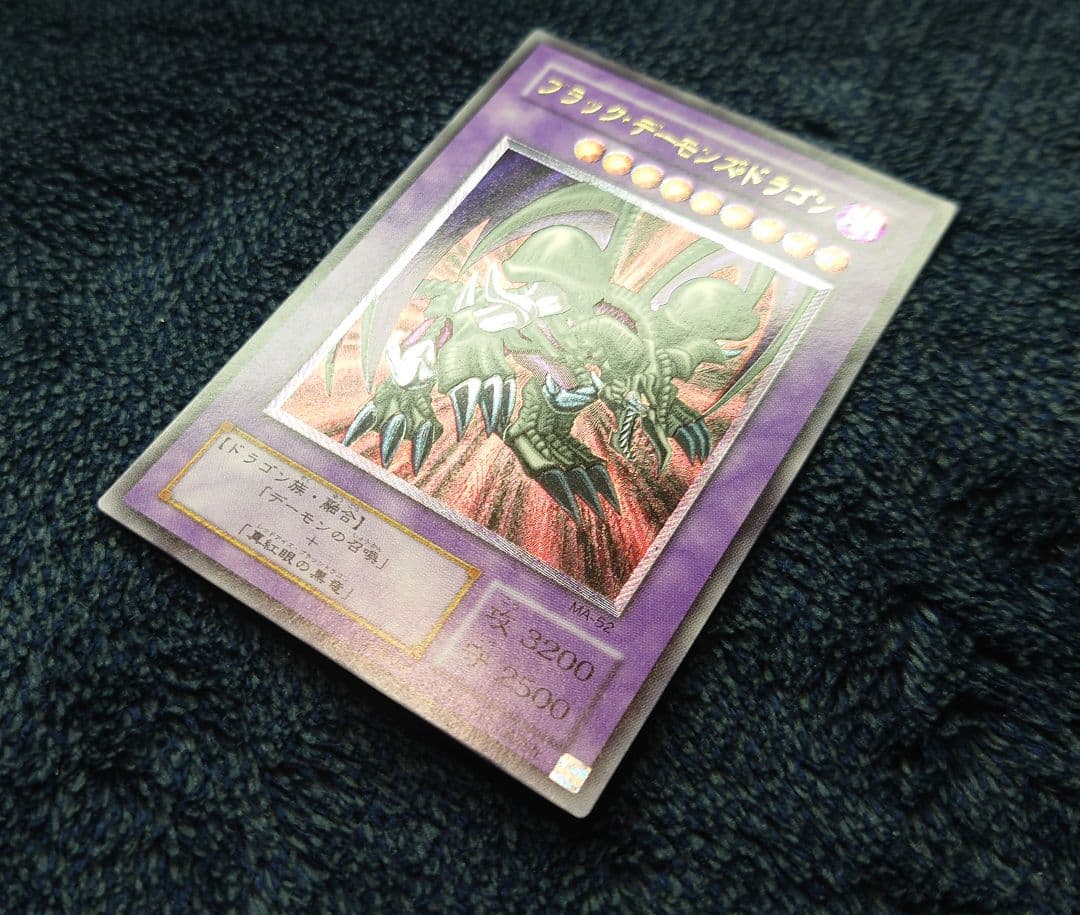 ブラック・デーモンズ・ドラゴン
闇
MA-52
【ドラゴン族・融合】
「デーモンの召喚」
+
「真紅眼の黒竜」
攻 3200
守 2500